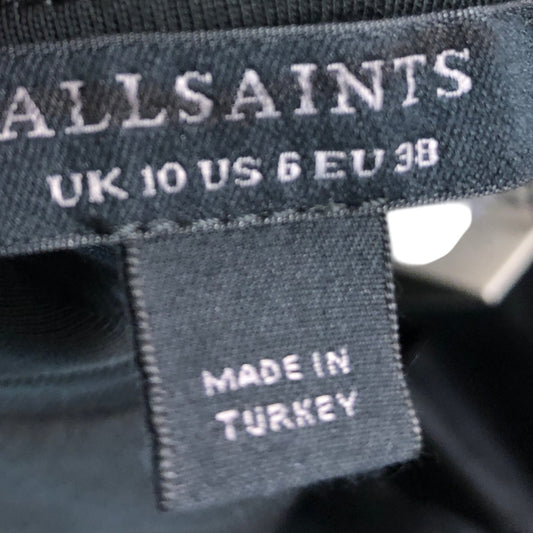 ALLSAINTS
UK 10 US 6 EU 38
MADE IN
TURKEY